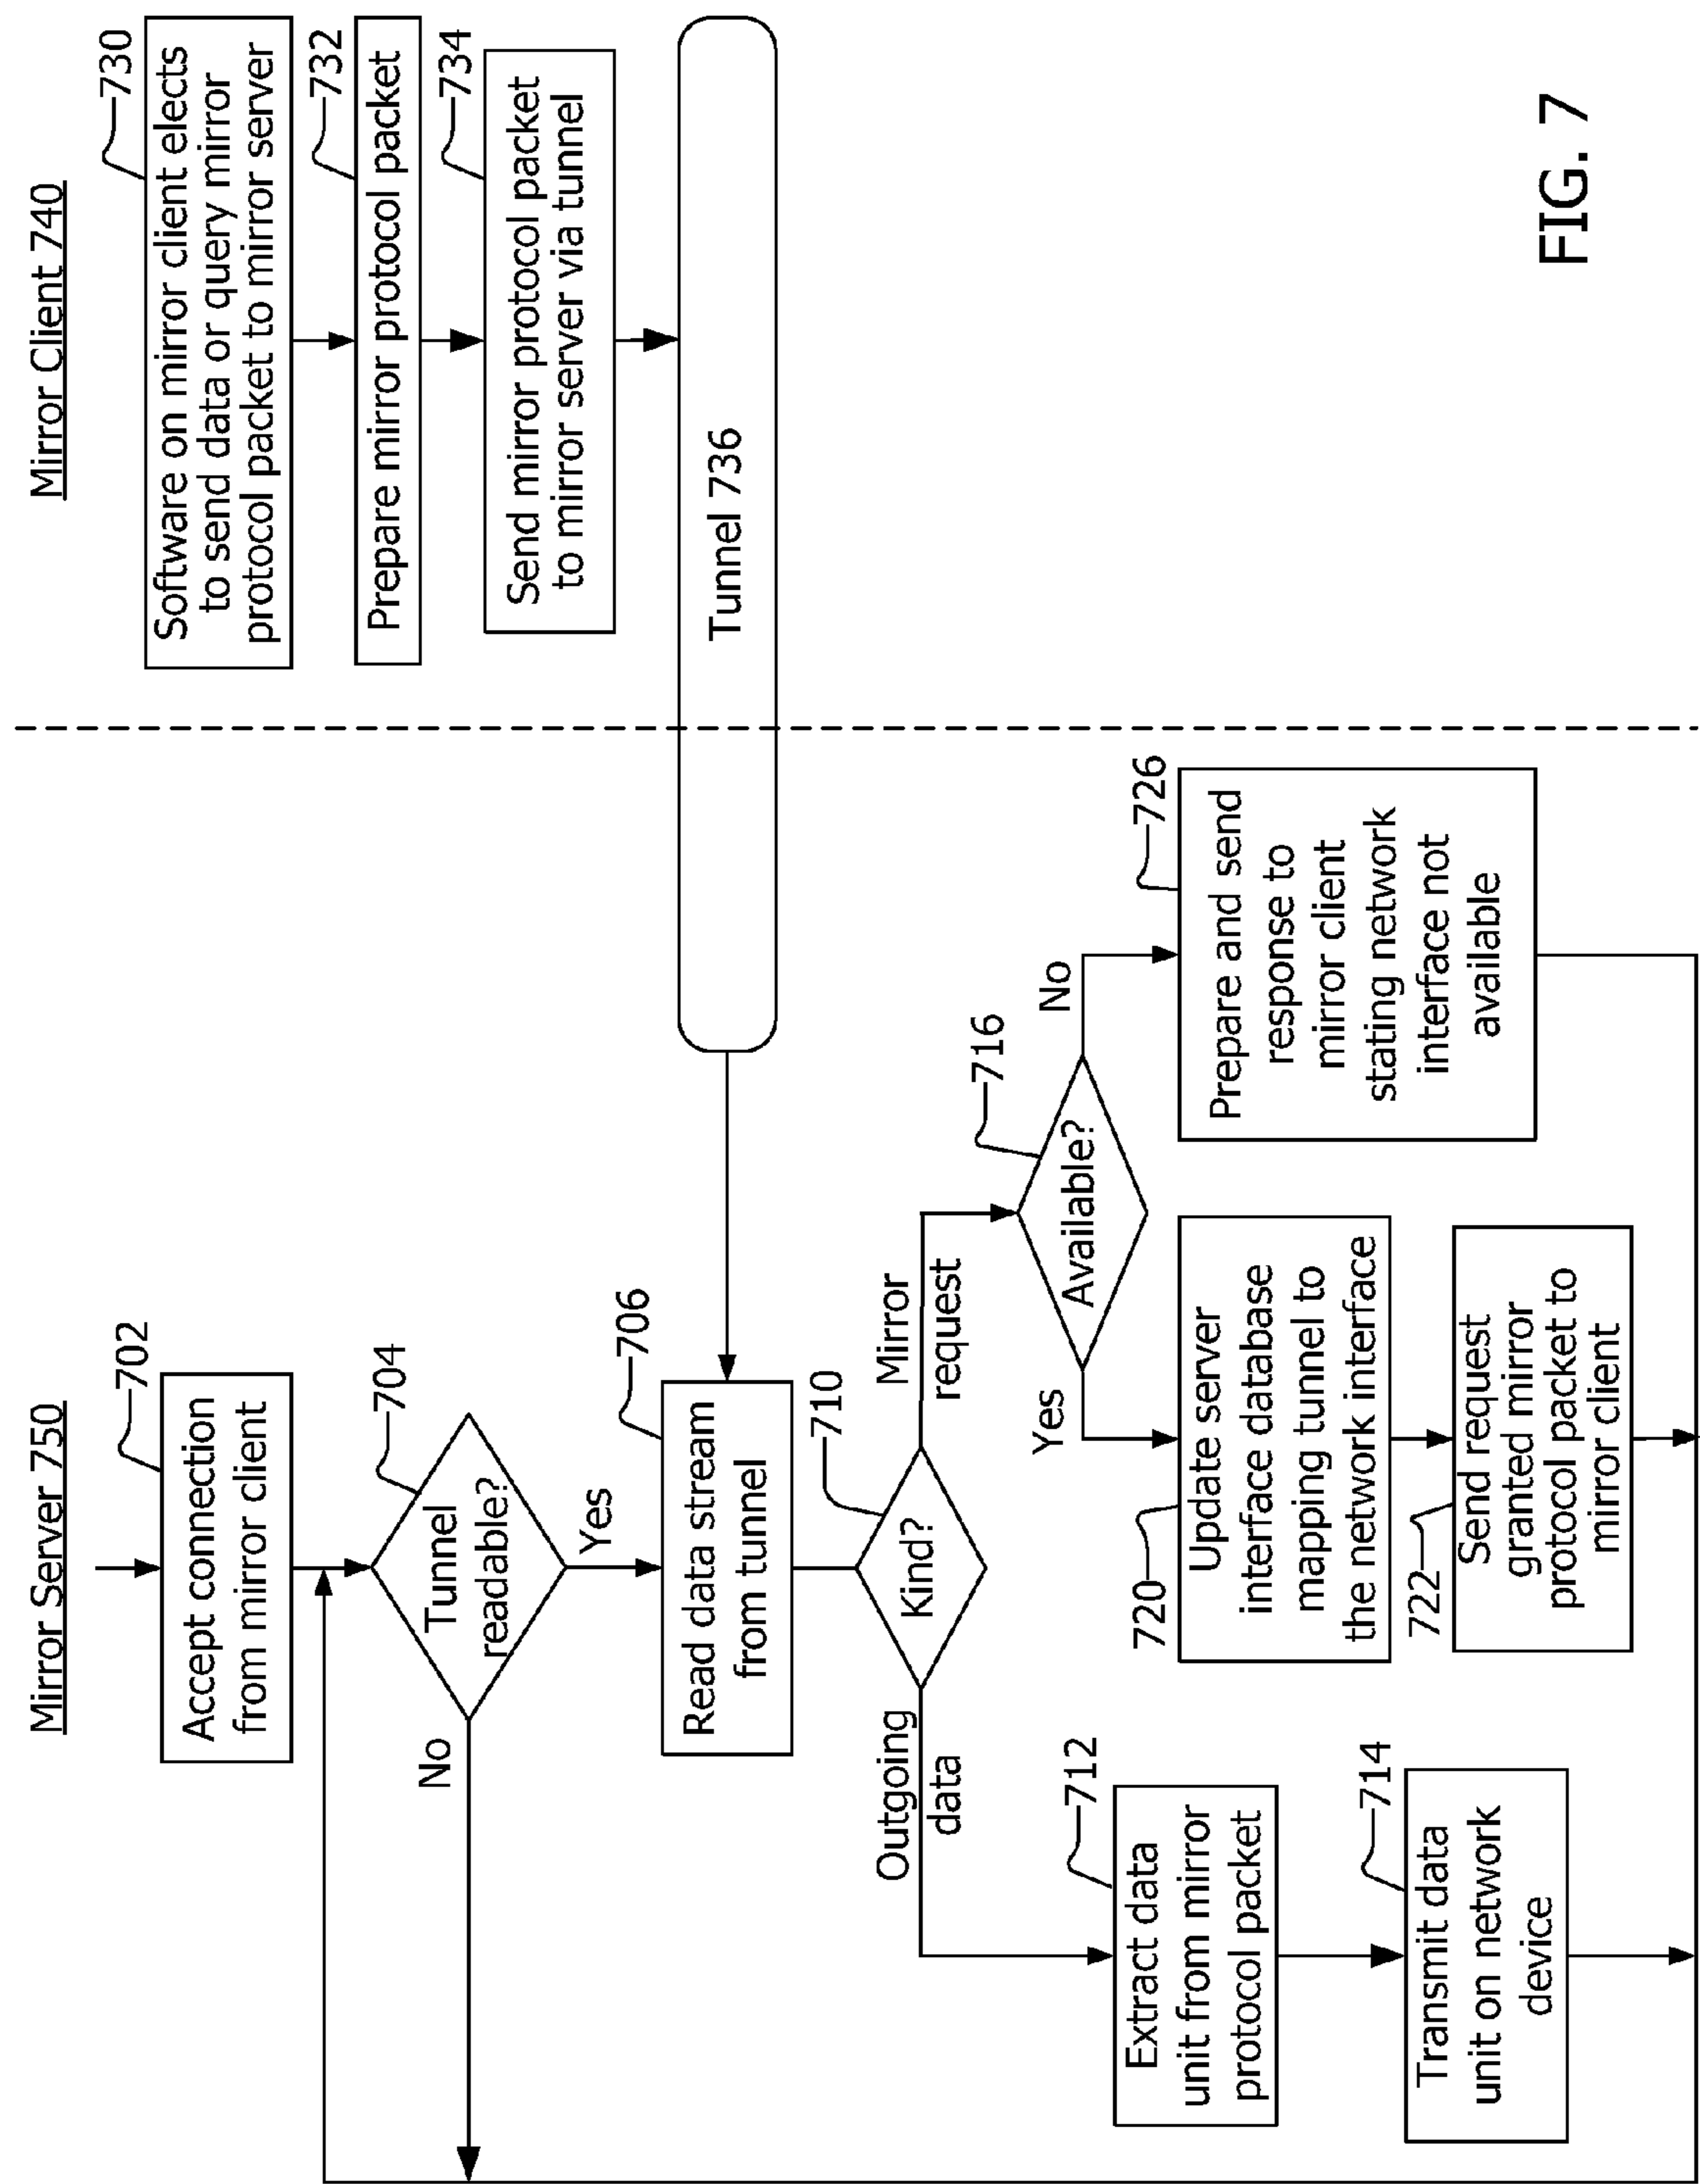 Mirror Server 750
702
Accept connection
from mirror client
704
Tunnel
readable?
No
Yes
706
Read data stream
from tunnel
710
Kind?
Outgoing
data
Mirror
request
712
Extract data
unit from mirror
protocol packet
714
Transmit data
unit on network
device
716
Available?
Yes
No
720
Update server
interface database
mapping tunnel to
the network interface
722
Send request
granted mirror
protocol packet to
mirror client
726
Prepare and send
response to
mirror client
stating network
interface not
available
Mirror Client 740
730
Software on mirror client elects
to send data or query mirror
protocol packet to mirror server
732
Prepare mirror protocol packet
734
Send mirror protocol packet
to mirror server via tunnel
Tunnel 736
FIG. 7